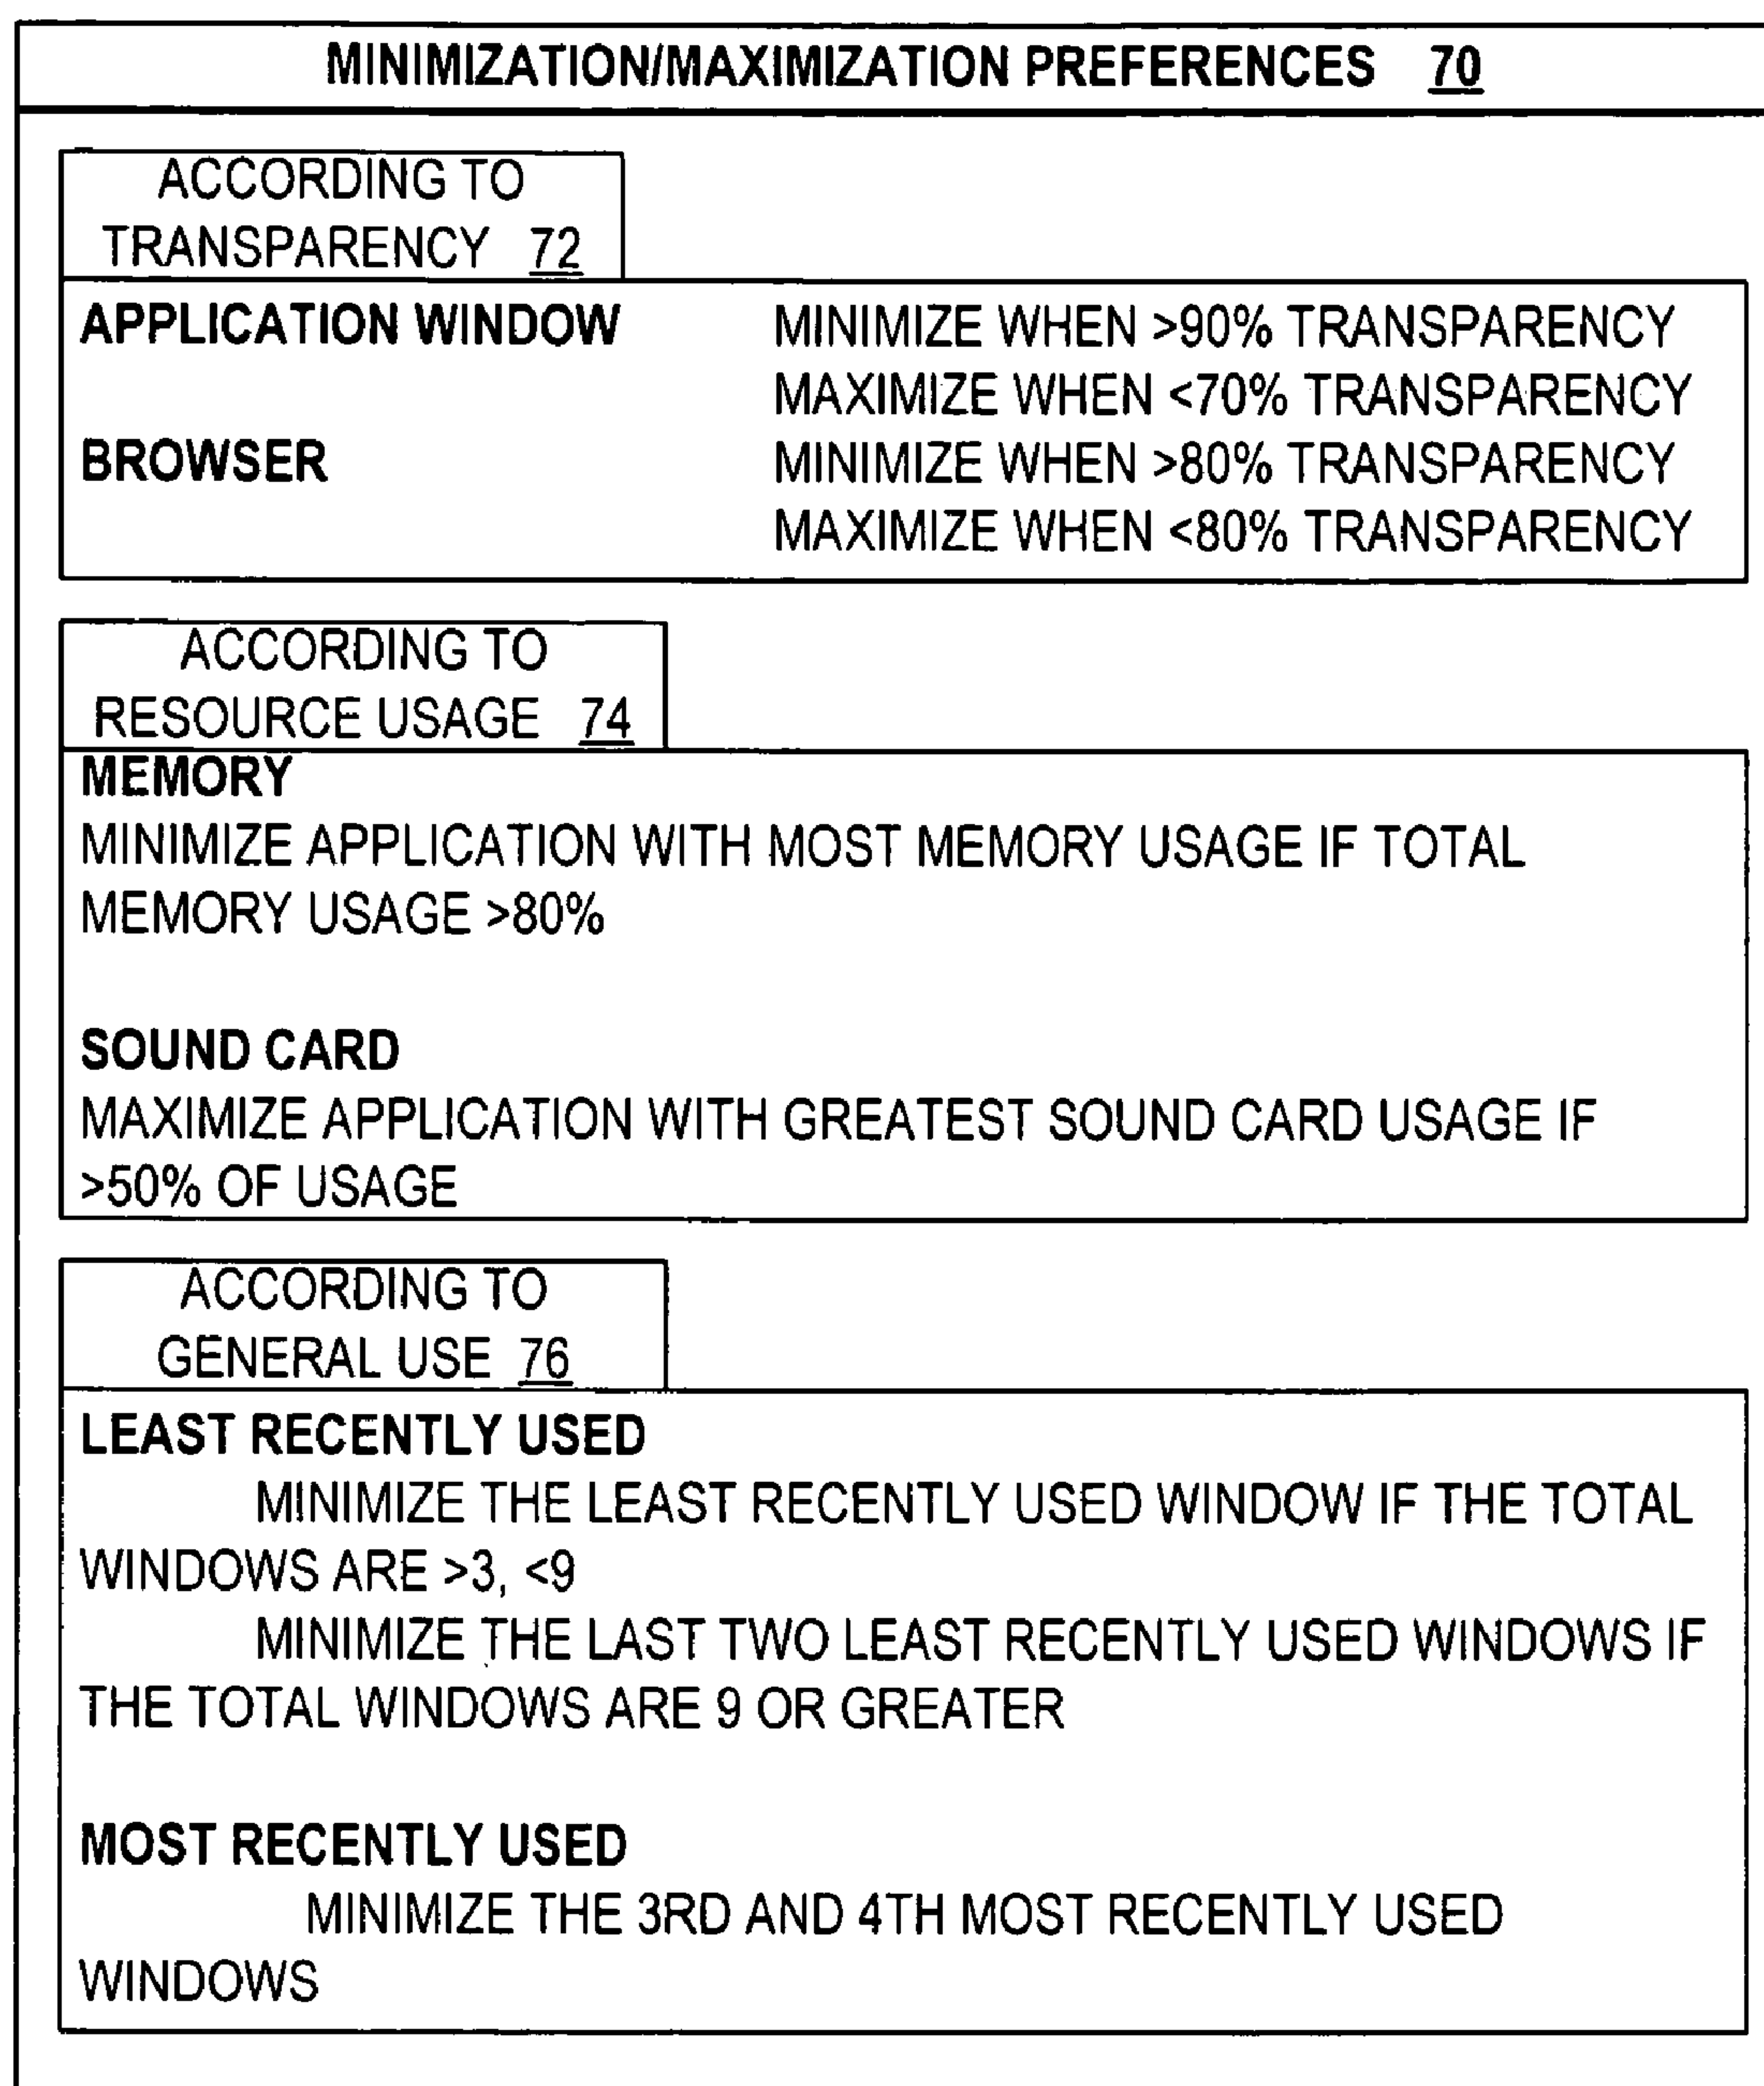 MINIMIZATION/MAXIMIZATION PREFERENCES 70
ACCORDING TO
TRANSPARENCY 72
APPLICATION WINDOW MINIMIZE WHEN >90% TRANSPARENCY
MAXIMIZE WHEN <70% TRANSPARENCY
BROWSER MINIMIZE WHEN >80% TRANSPARENCY
MAXIMIZE WHEN <80% TRANSPARENCY
ACCORDING TO
RESOURCE USAGE 74
MEMORY
MINIMIZE APPLICATION WITH MOST MEMORY USAGE IF TOTAL
MEMORY USAGE >80%
SOUND CARD
MAXIMIZE APPLICATION WITH GREATEST SOUND CARD USAGE IF
>50% OF USAGE
ACCORDING TO
GENERAL USE 76
LEAST RECENTLY USED
MINIMIZE THE LEAST RECENTLY USED WINDOW IF THE TOTAL
WINDOWS ARE >3, <9
MINIMIZE THE LAST TWO LEAST RECENTLY USED WINDOWS IF
THE TOTAL WINDOWS ARE 9 OR GREATER
MOST RECENTLY USED
MINIMIZE THE 3RD AND 4TH MOST RECENTLY USED
WINDOWS